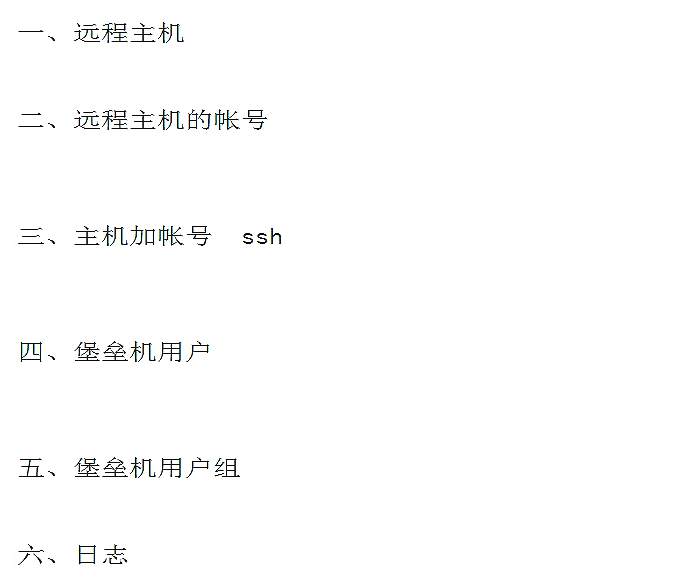 一、远程主机
二、远程主机的帐号
三、主机加帐号 ssh
四、堡垒机用户
五、堡垒机用户组
六、日志